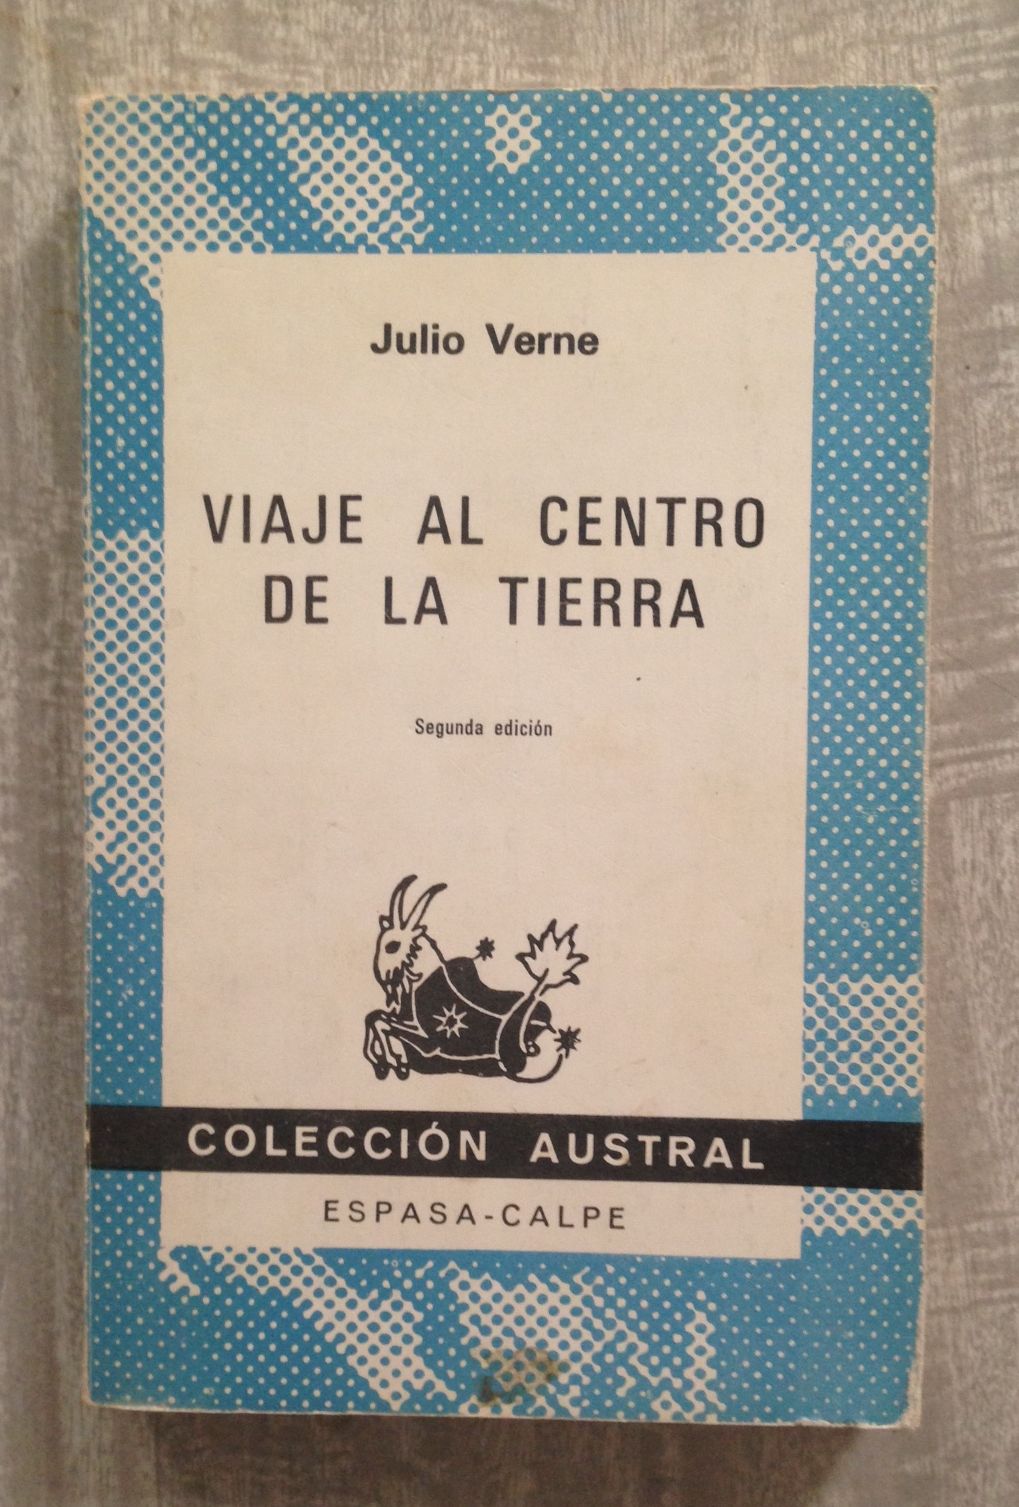 Julio Verne
VIAJE AL CENTRO
DE LA TIERRA
Segunda edición
COLECCIÓN AUSTRAL
ESPASA-CALPE